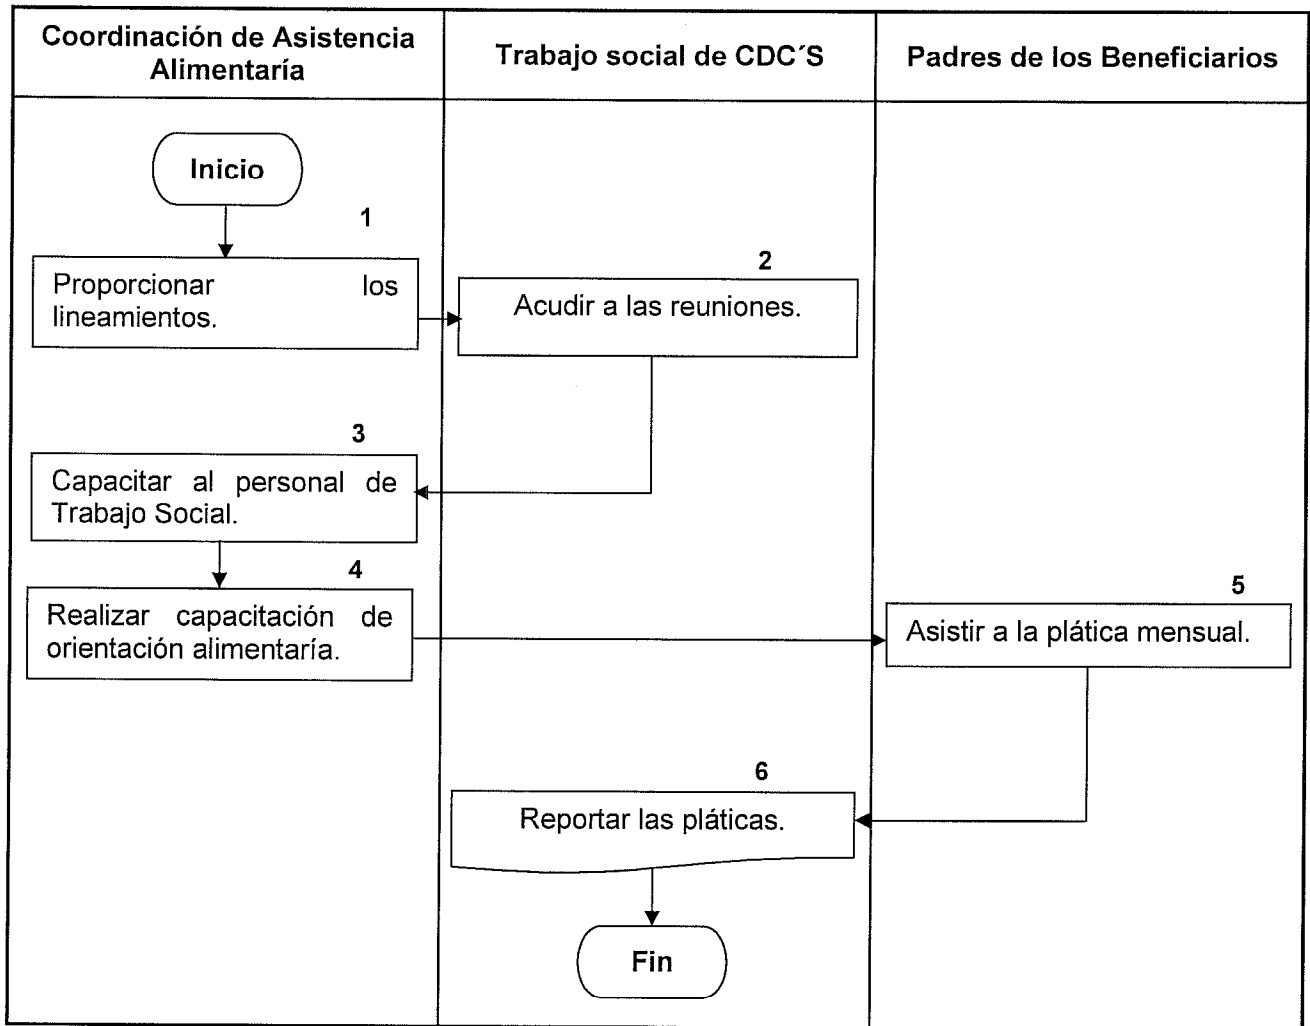 Coordinación de Asistencia
Alimentaría
Trabajo social de CDC´S
Padres de los Beneficiarios
Inicio
1
Proporcionar los
lineamientos.
2
Acudir a las reuniones.
3
Capacitar al personal de
Trabajo Social.
4
Realizar capacitación de
orientación alimentaría.
5
Asistir a la plática mensual.
6
Reportar las pláticas.
Fin